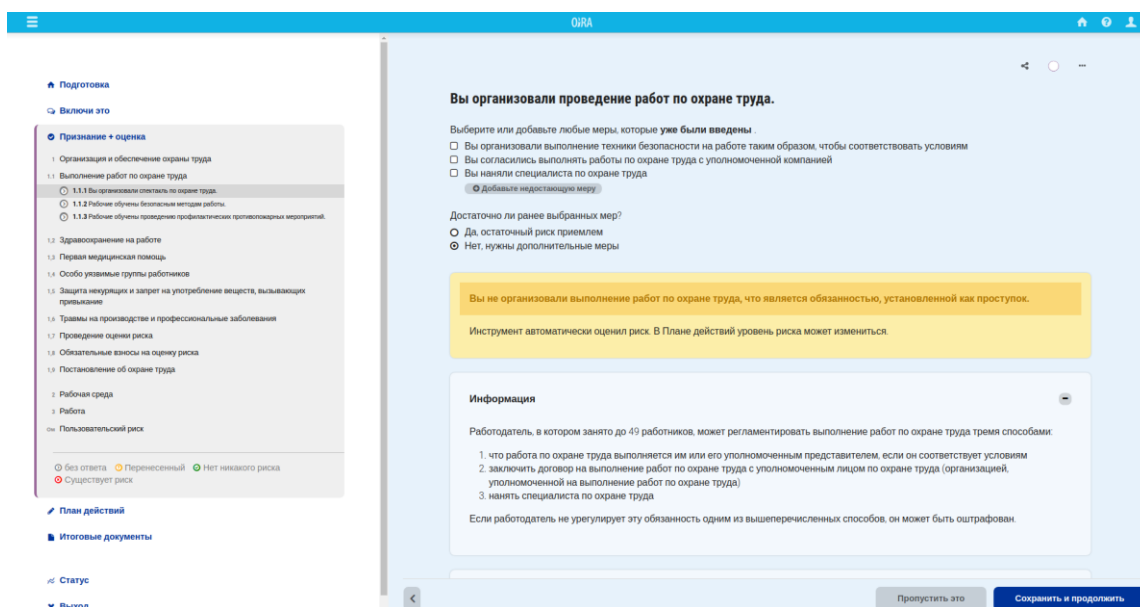 OiRA
Подготовка
Включи это
Признание + оценка
1 Организация и обеспечение охраны труда
1.1 Выполнение работ по охране труда
1.1.1 Вы организовали спектакль по охране труда.
1.1.2 Рабочие обучены безопасным методам работы.
1.1.3 Рабочие обучены проведению профилактических противопожарных мероприятий.
1,2 Здравоохранение на работе
1,3 Первая медицинская помощь
1,4 Особо уязвимые группы работников
1,5 Защита некурящих и запрет на употребление веществ, вызывающих
привыкание
1,6 Травмы на производстве и профессиональные заболевания
1,7 Проведение оценки риска
1,8 Обязательные взносы на оценку риска
1,9 Постановление об охране труда
2 Рабочая среда
3 Работа
Ом Пользовательский риск
без ответа Перенесенный Нет никакого риска
Существует риск
План действий
Итоговые документы
Статус
Выход
Вы организовали проведение работ по охране труда.
Выберите или добавьте любые меры, которые уже были введены .
Вы организовали выполнение техники безопасности на работе таким образом, чтобы соответствовать условиям
Вы согласились выполнять работы по охране труда с уполномоченной компанией
Вы наняли специалиста по охране труда
Добавьте недостающую меру
Достаточно ли ранее выбранных мер?
Да, остаточный риск приемлем
Нет, нужны дополнительные меры
Вы не организовали выполнение работ по охране труда, что является обязанностью, установленной как проступок.
Инструмент автоматически оценил риск. В Плане действий уровень риска может измениться.
Информация
Работодатель, в котором занято до 49 работников, может регламентировать выполнение работ по охране труда тремя способами:
1. что работа по охране труда выполняется им или его уполномоченным представителем, если он соответствует условиям
2. заключить договор на выполнение работ по охране труда с уполномоченным лицом по охране труда (организацией,
уполномоченной на выполнение работ по охране труда)
3. нанять специалиста по охране труда
Если работодатель не урегулирует эту обязанность одним из вышеперечисленных способов, он может быть оштрафован.
Пропустить это
Сохранить и продолжить